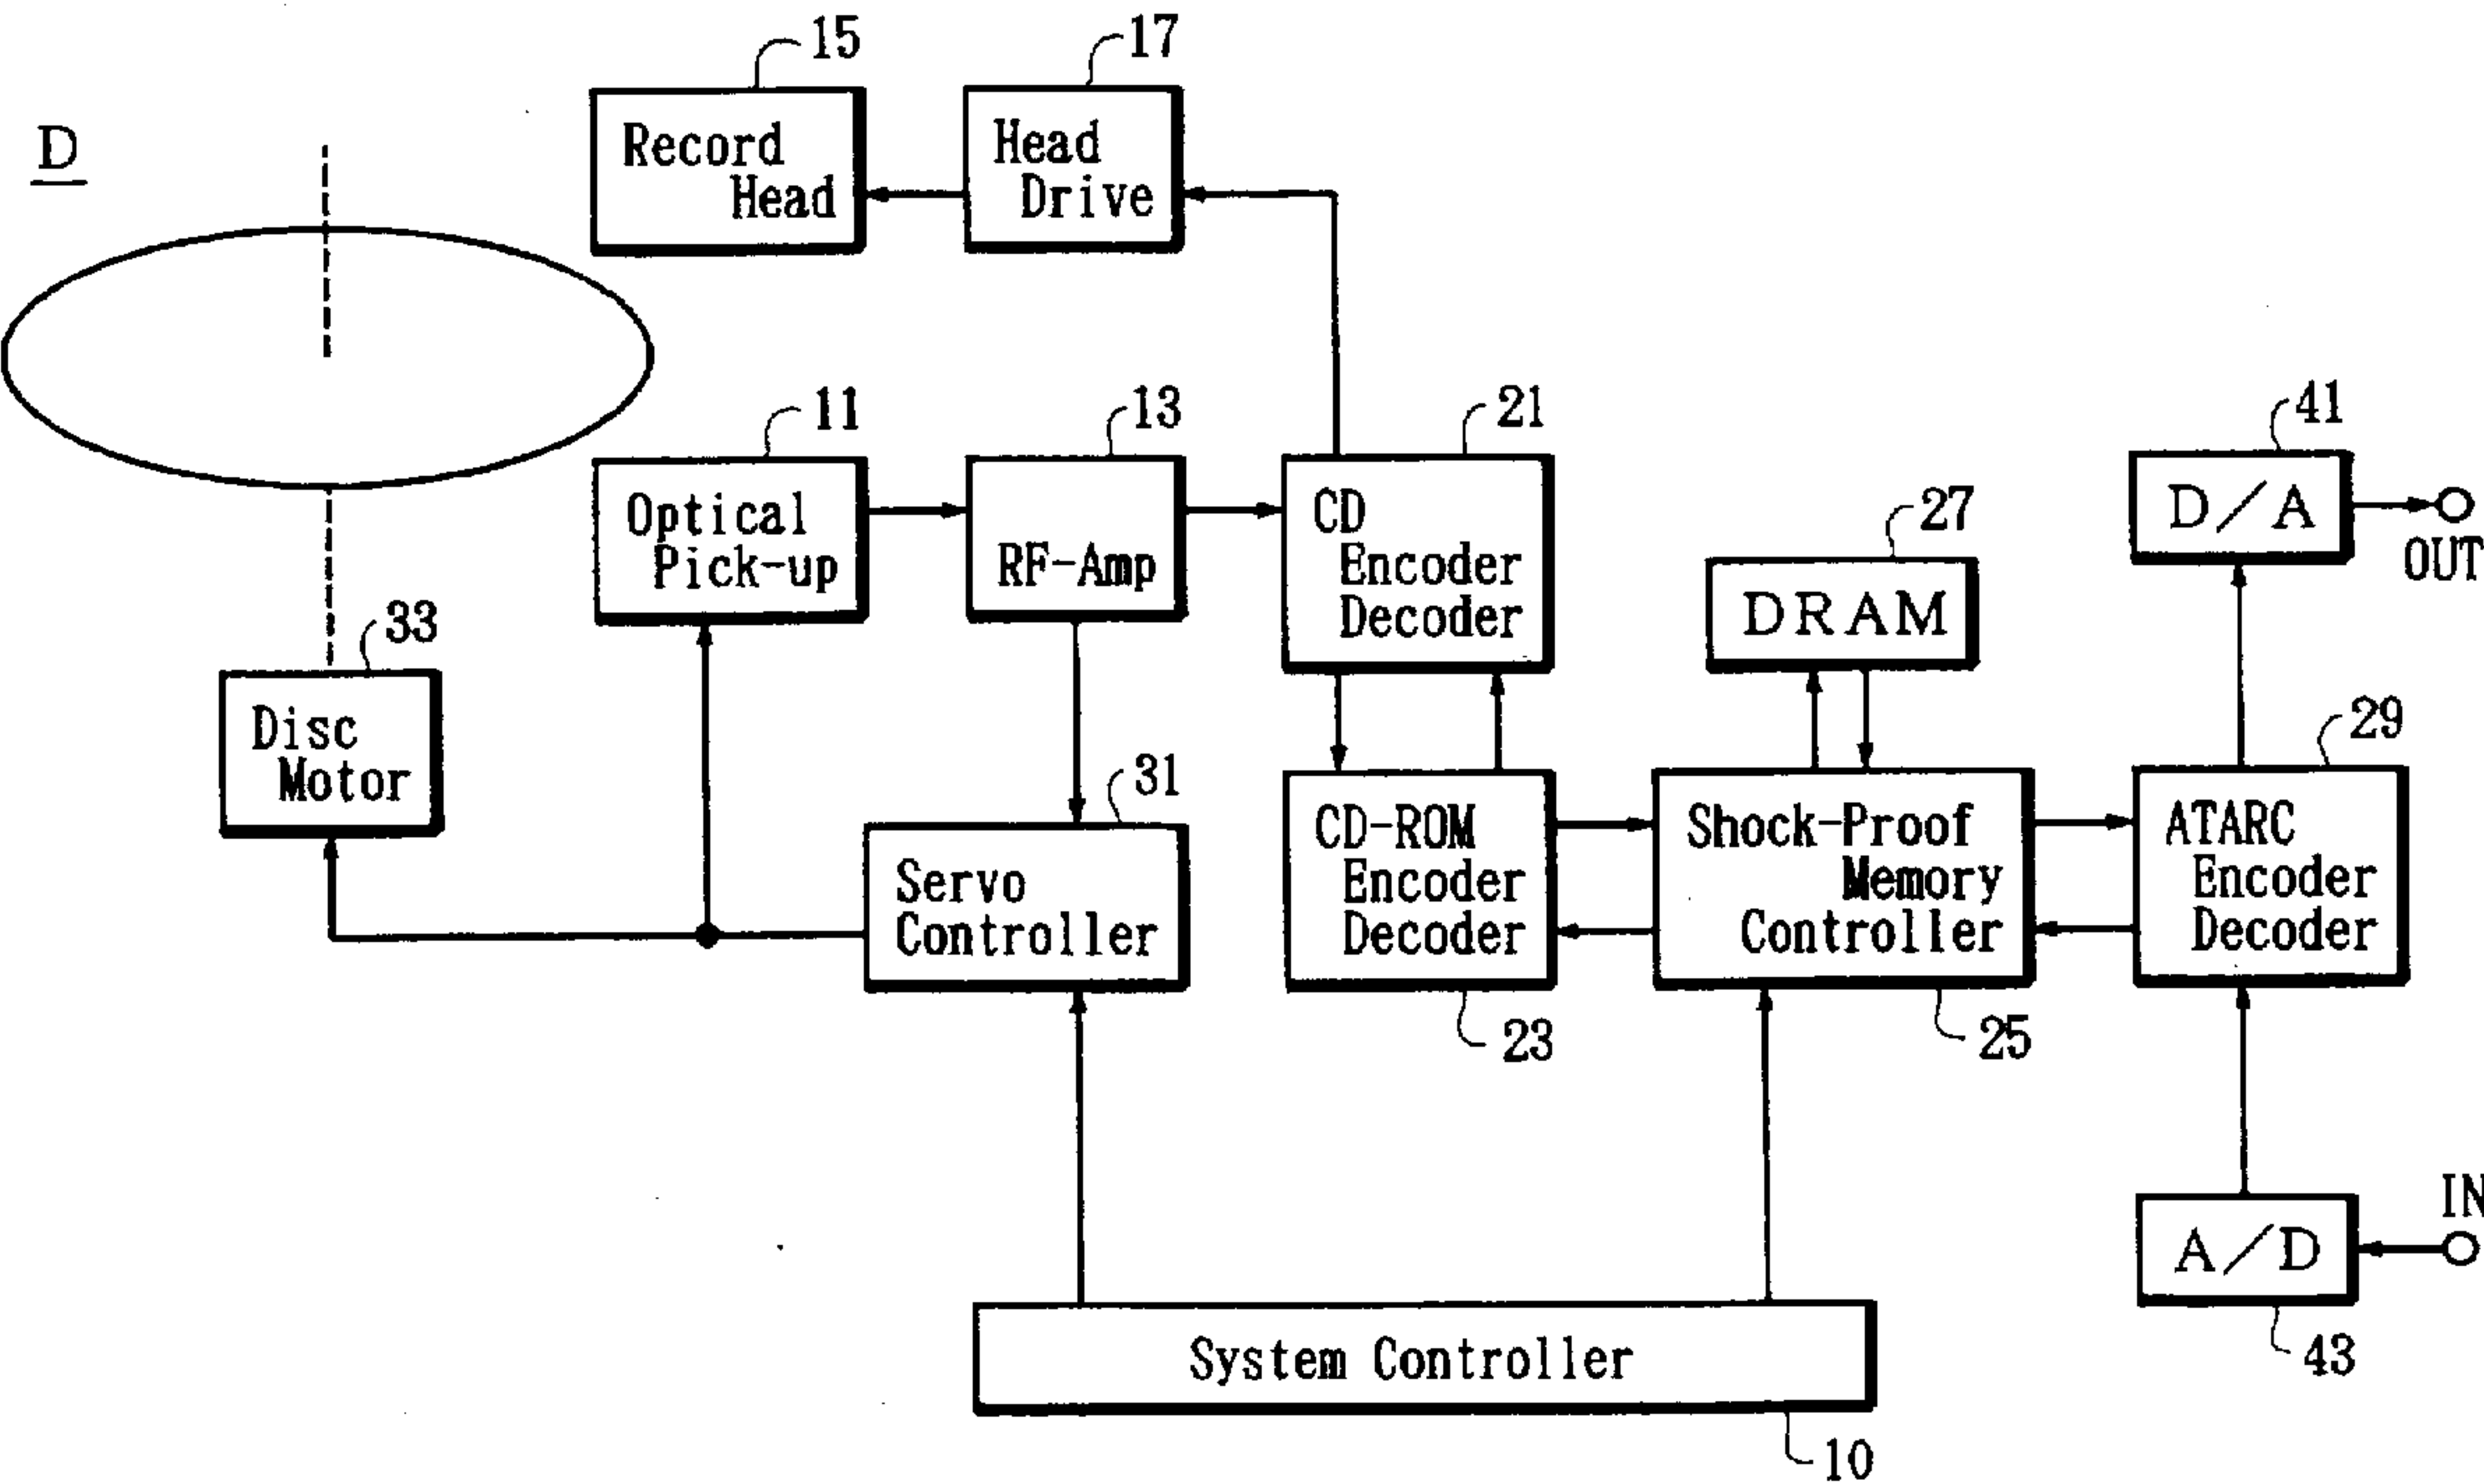 15
17
D
Record
Head
Head
Drive
11
13
21
41
Optical
Pick-up
RF-Amp
CD
Encoder
Decoder
27
D/A
OUT
DRAM
33
Disc
Motor
31
29
Servo
Controller
CD-ROM
Encoder
Decoder
Shock-Proof
Memory
Controller
ATARC
Encoder
Decoder
23
25
IN
A/D
System Controller
43
10